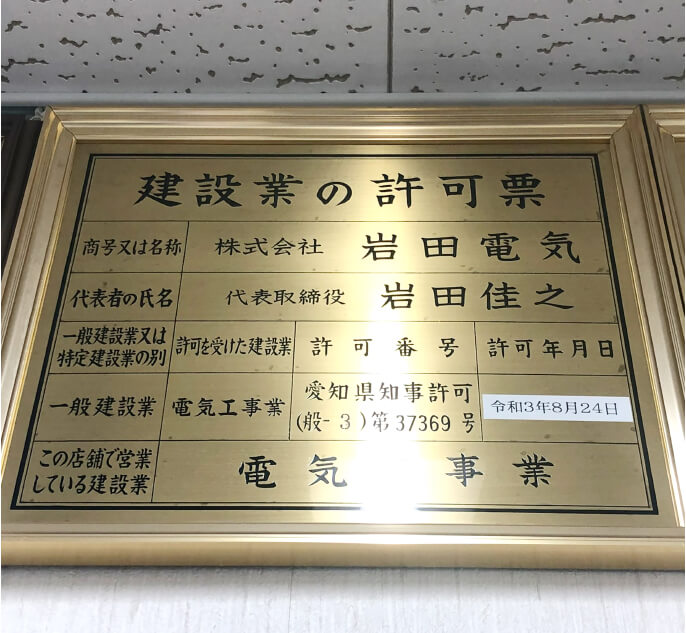 建設業の許可票
商号又は名称 株式会社 岩田電気
代表者の氏名 代表取締役 岩田佳之
一般建設業又は
特定建設業の別 許可を受けた建設業 許可番号 許可年月日
一般建設業 電気工事業 愛知県知事許可
(般-3)第37369号 令和3年8月24日
この店舗で営業
している建設業 電気 事業